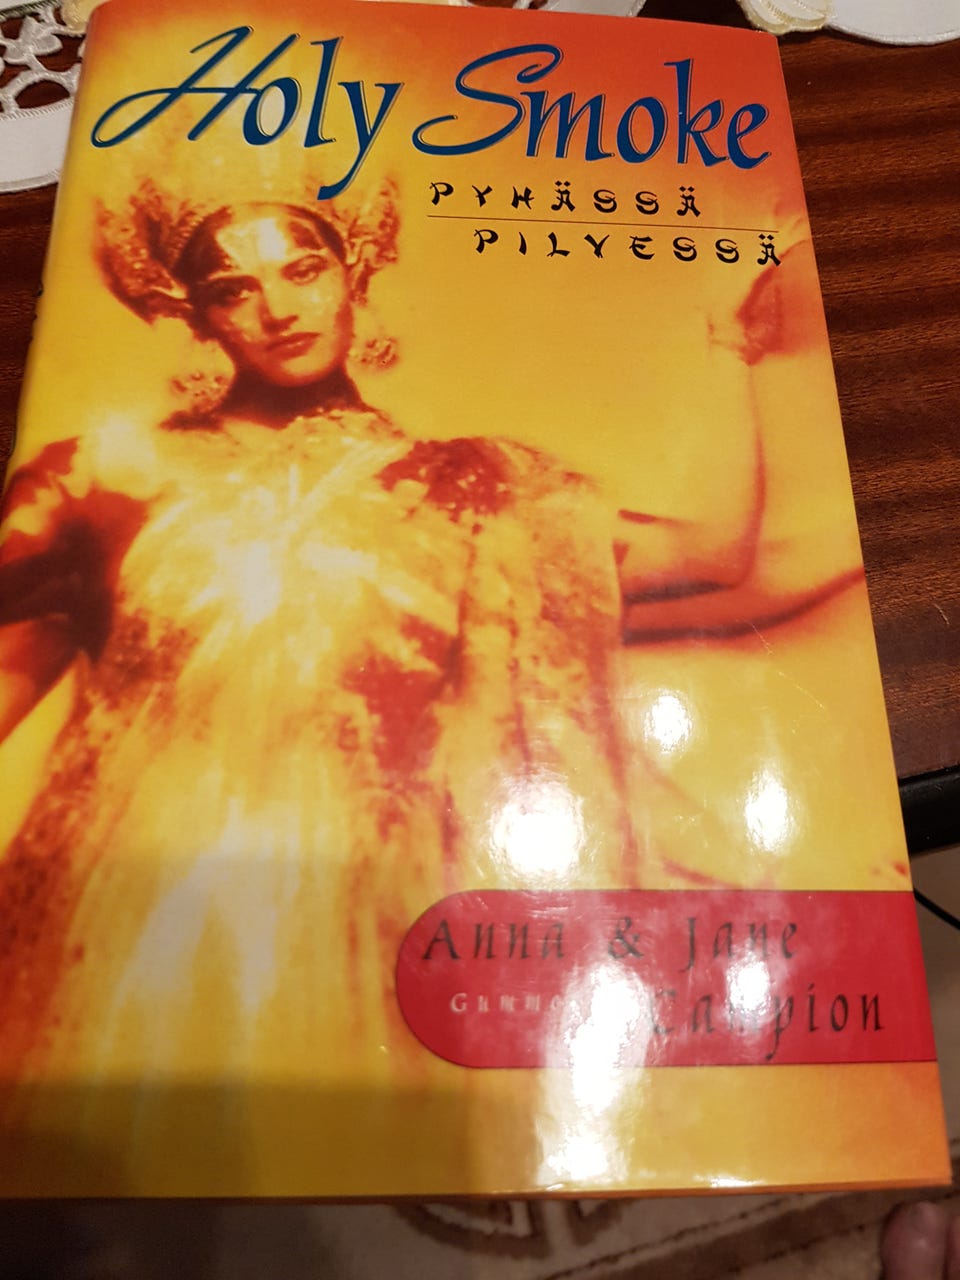 Holy Smoke
PYHÄSSÄ
PILVESSÄ
Anna & Jane
Campion